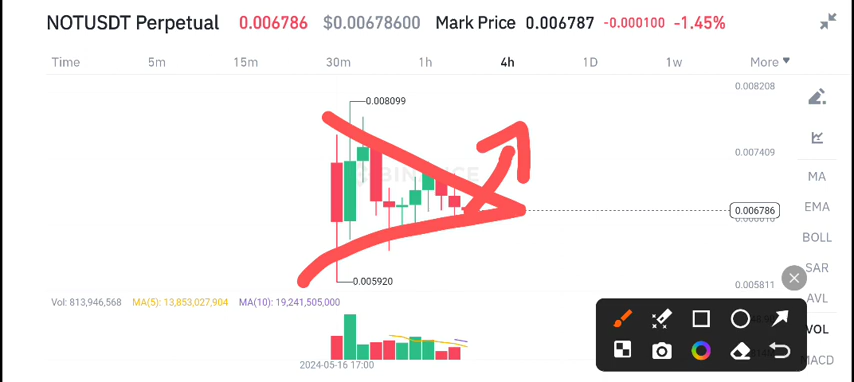 NOTUSDT Perpetual 0.006786 $0.00678600 Mark Price 0.006787 -0.000100 -1.45%
Time 5m 15m 30m 1h 4h 1D 1w More
0.008208
0.008099
0.007409
BINANCE
MA
0.006786
EMA
BOLL
SAR
0.005920
0.005811
AVL
Vol: 813,946,568 MA(5): 13,853,027,904 MA(10): 19,241,505,000
VOL
MACD
2024-05-16 17:00